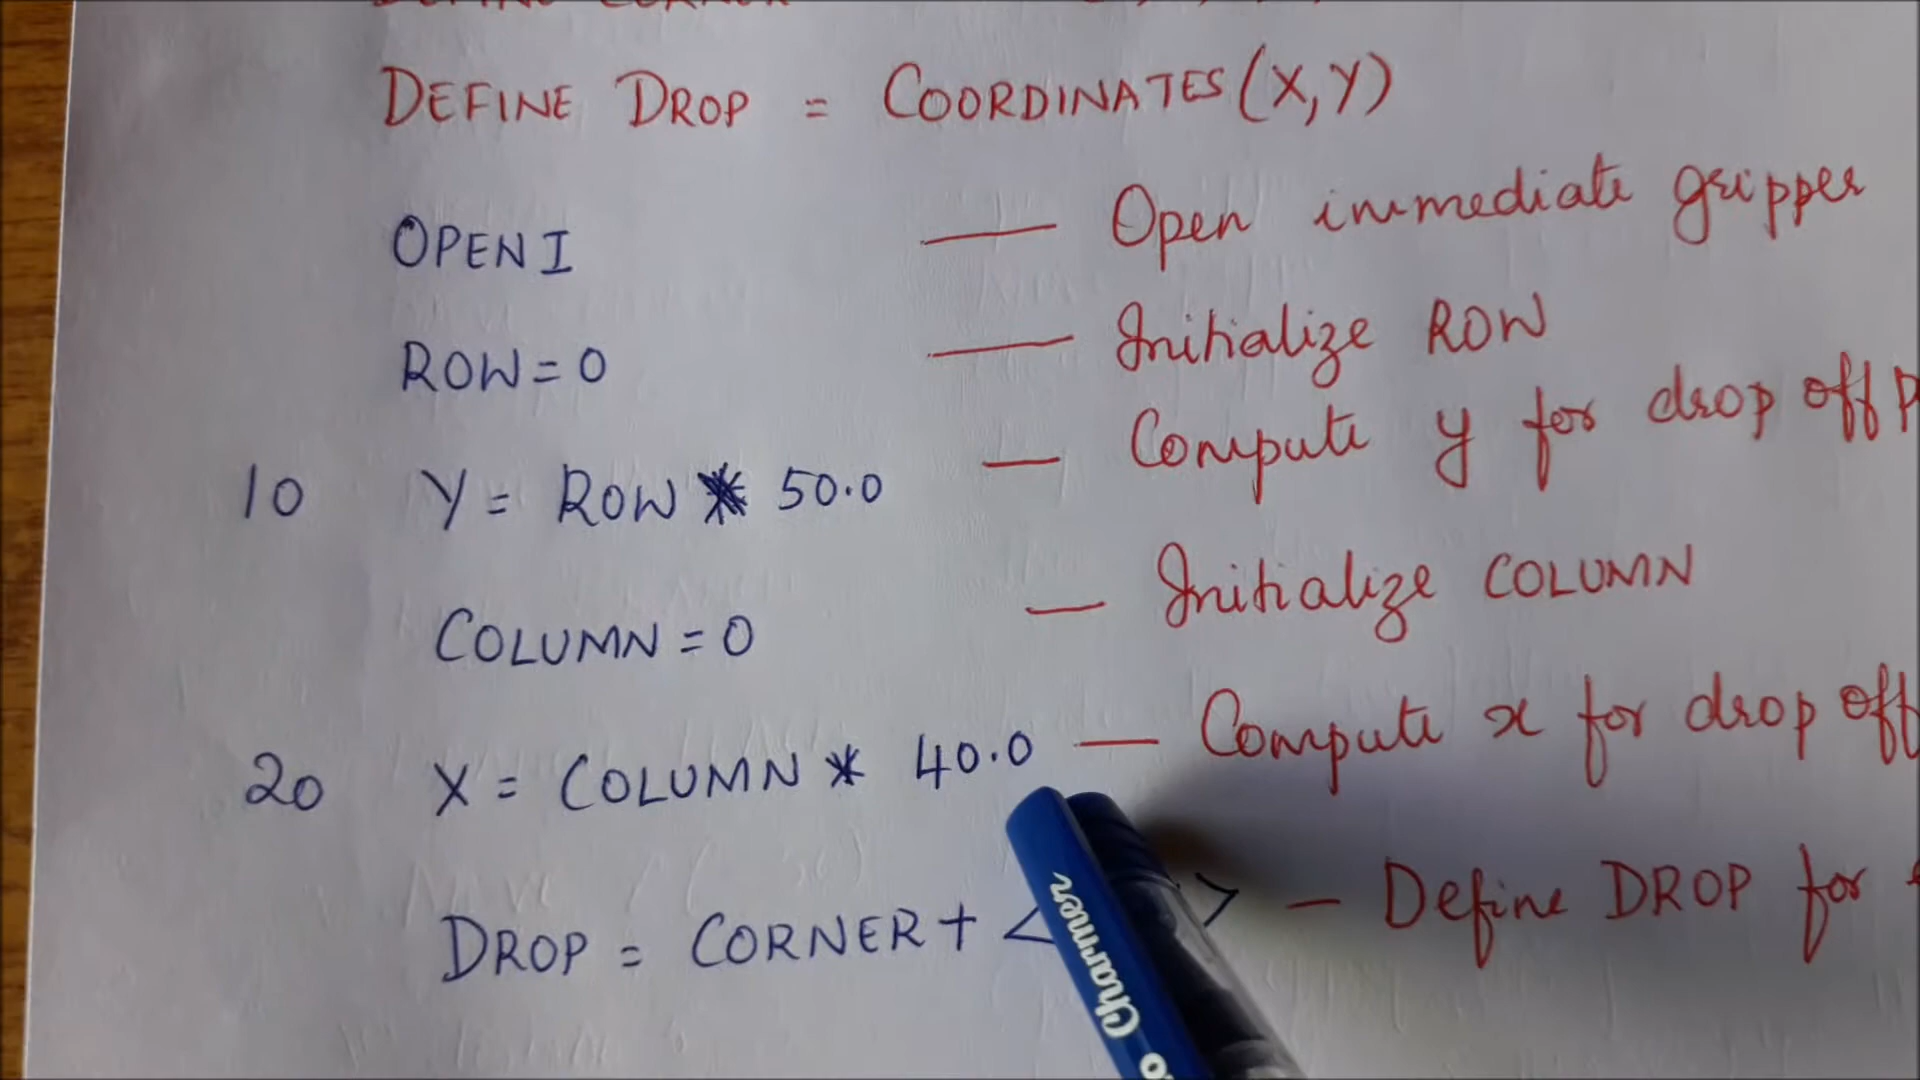 DEFINE DROP = COORDINATES(X,Y)
OPENI — Open immediate gripper
ROW=0 — Initialize ROW
10 Y= ROW * 50.0 — Compute y for drop off
COLUMN=0 — Initialize COLUMN
20 X= COLUMN * 40.0 — Compute x for drop off
DROP = CORNER+ < > — Define DROP for
Charmer